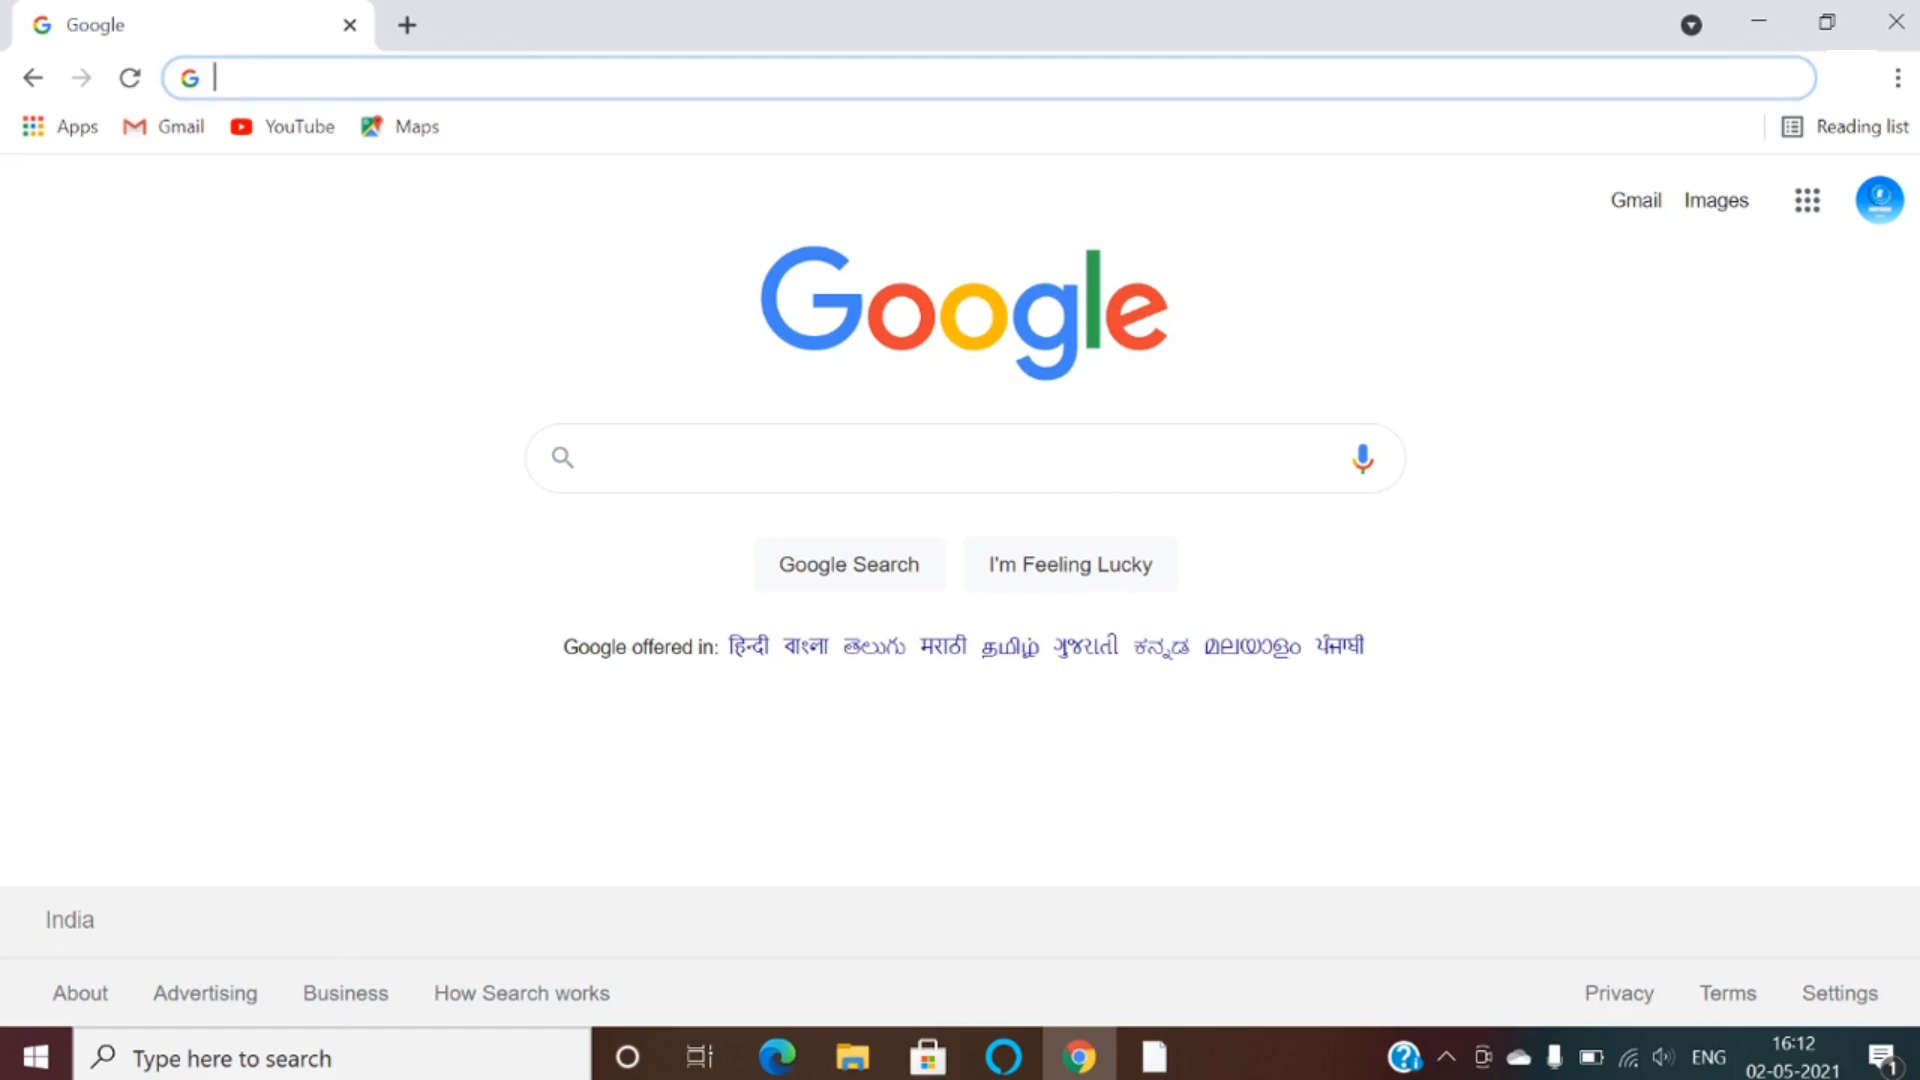 Google
Apps Gmail YouTube Maps Reading list
Gmail Images
Google
Google Search I'm Feeling Lucky
Google offered in: हिन्दी বাংলা తెలుగు मराठी தமிழ் ગુજરાતી ಕನ್ನಡ മലയാളം ਪੰਜਾਬੀ
India
About Advertising Business How Search works Privacy Terms Settings
Type here to search ENG 16:12
02-05-2021 1